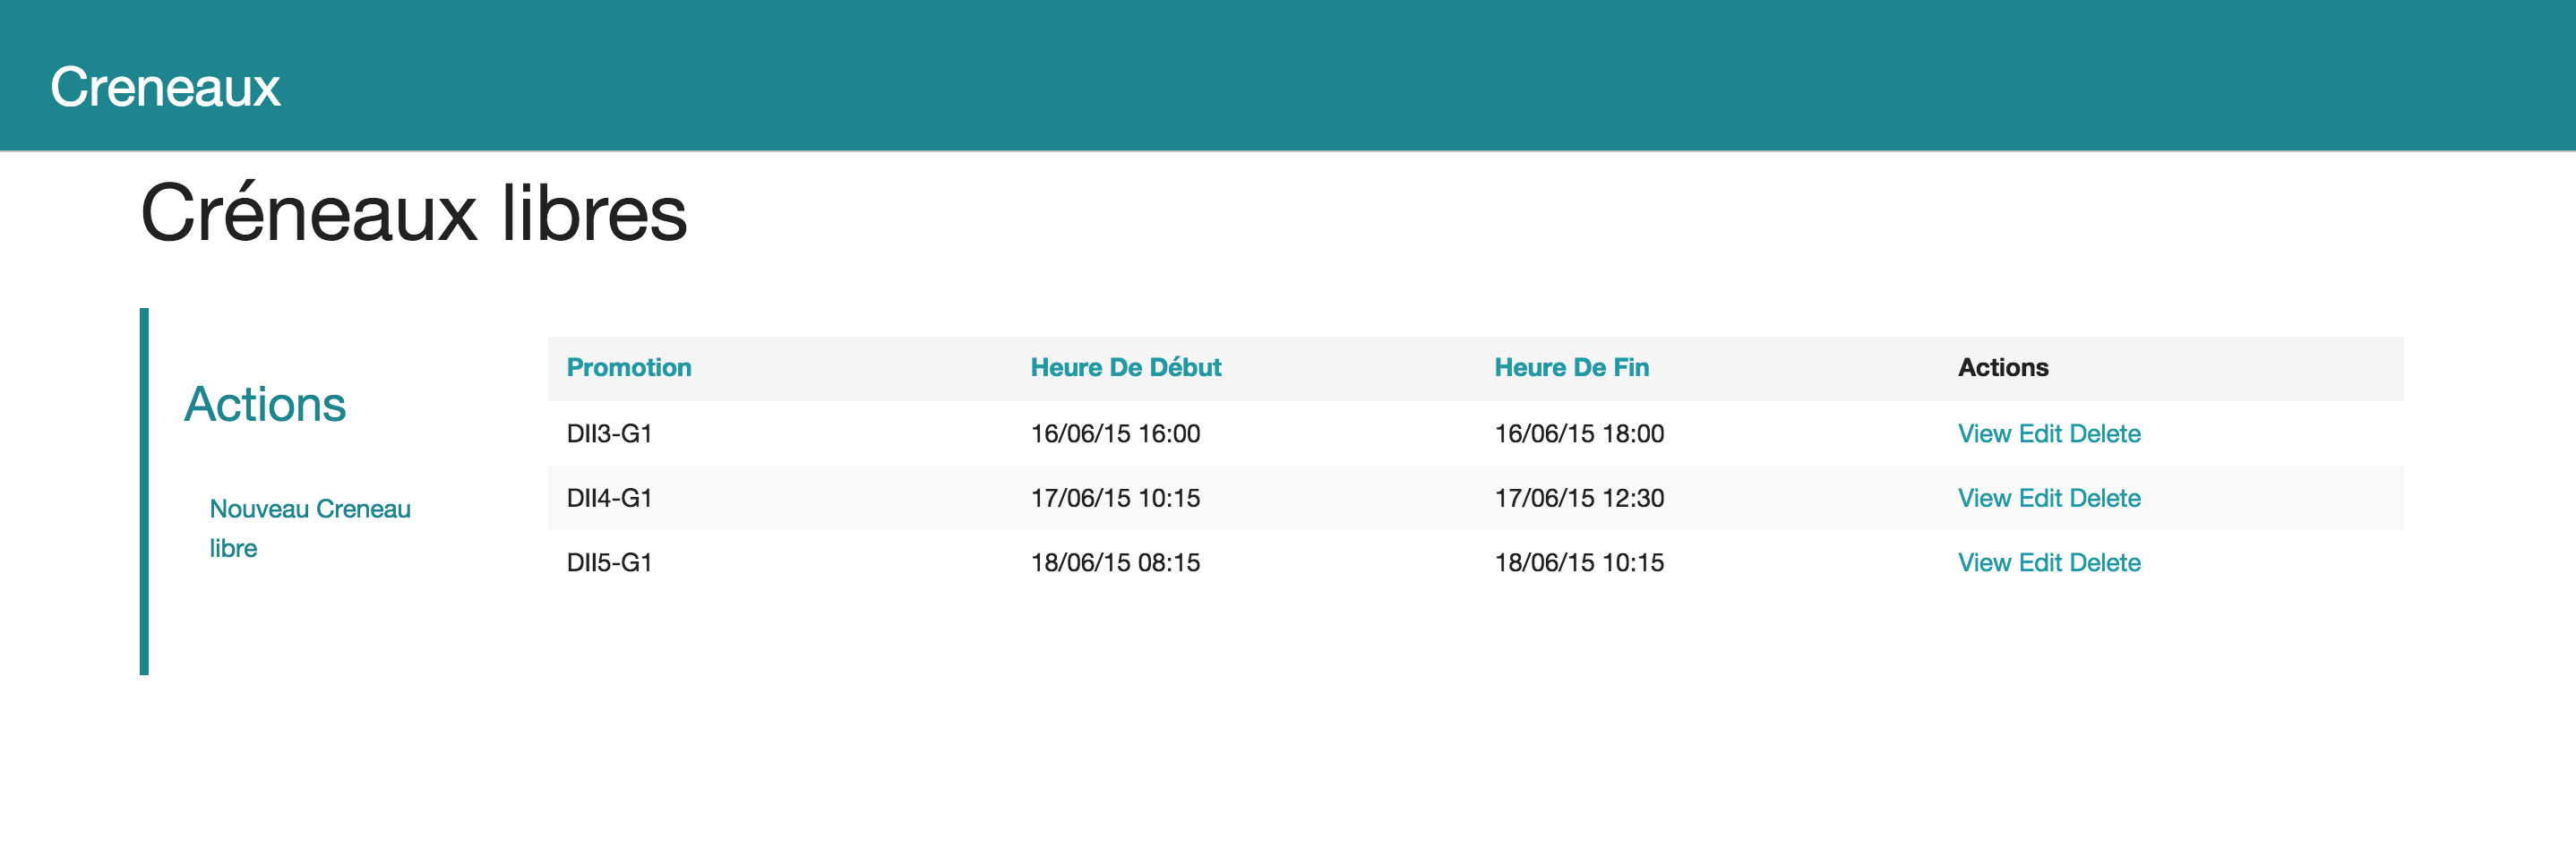 Creneaux
Créneaux libres
Actions
Nouveau Creneau
libre
Promotion Heure De Début Heure De Fin Actions
DII3-G1 16/06/15 16:00 16/06/15 18:00 View Edit Delete
DII4-G1 17/06/15 10:15 17/06/15 12:30 View Edit Delete
DII5-G1 18/06/15 08:15 18/06/15 10:15 View Edit Delete